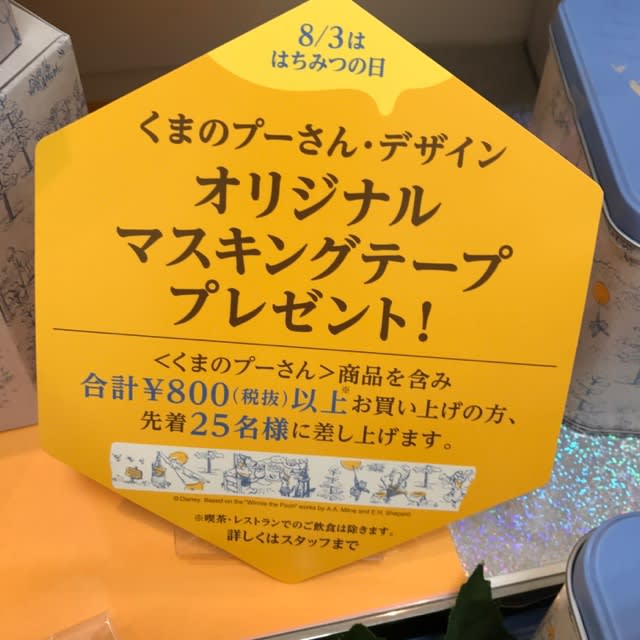 8/3は
はちみつの日
くまのプーさん・デザイン
オリジナル
マスキングテープ
プレゼント！
＜くまのプーさん＞商品を含み
合計¥800(税抜)以上※お買い上げの方、
先着25名様に差し上げます。
© Disney. Based on the "Winnie the Pooh" works by A.A. Milne and E.H. Shepard.
※喫茶・レストランでのご飲食は除きます。
詳しくはスタッフまで